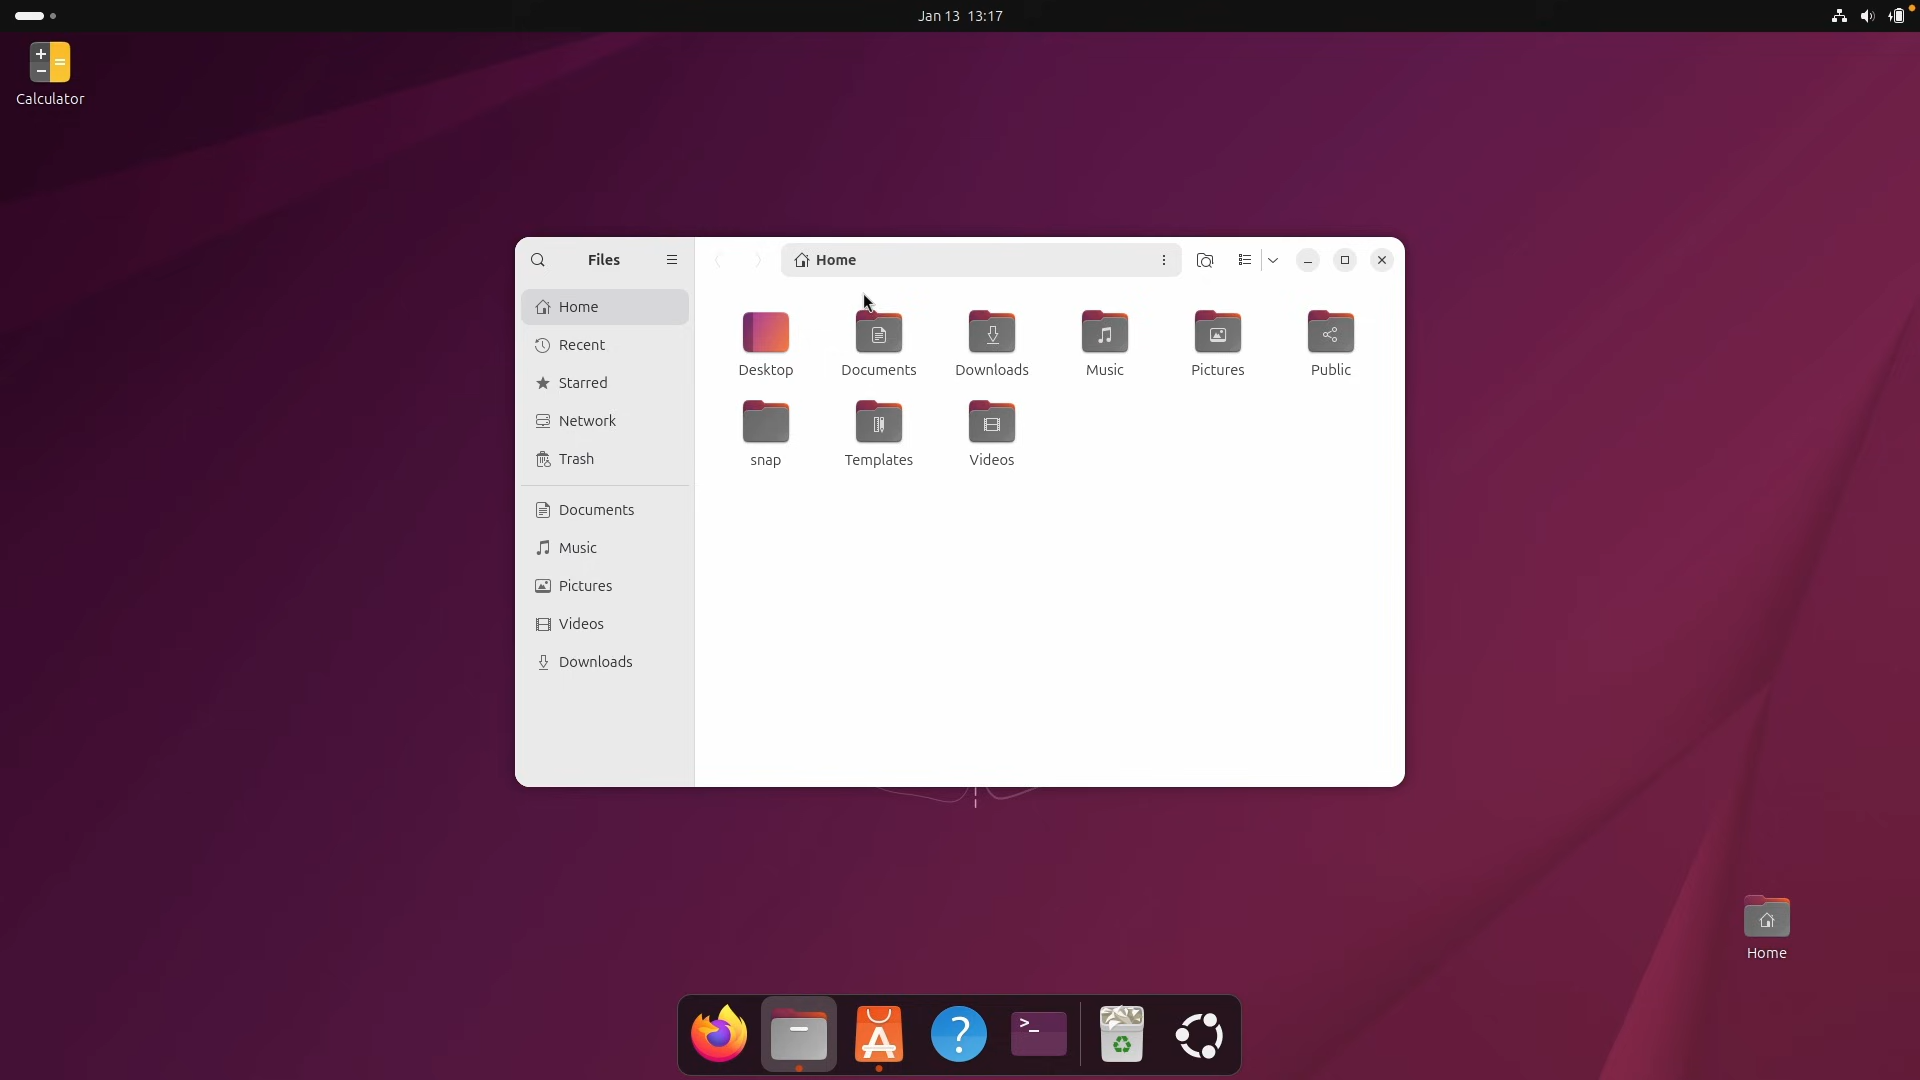 Jan 13 13:17
Calculator
Files
Home
Home
Recent
Starred
Network
Trash
Documents
Music
Pictures
Videos
Downloads
Desktop
Documents
Downloads
Music
Pictures
Public
snap
Templates
Videos
Home